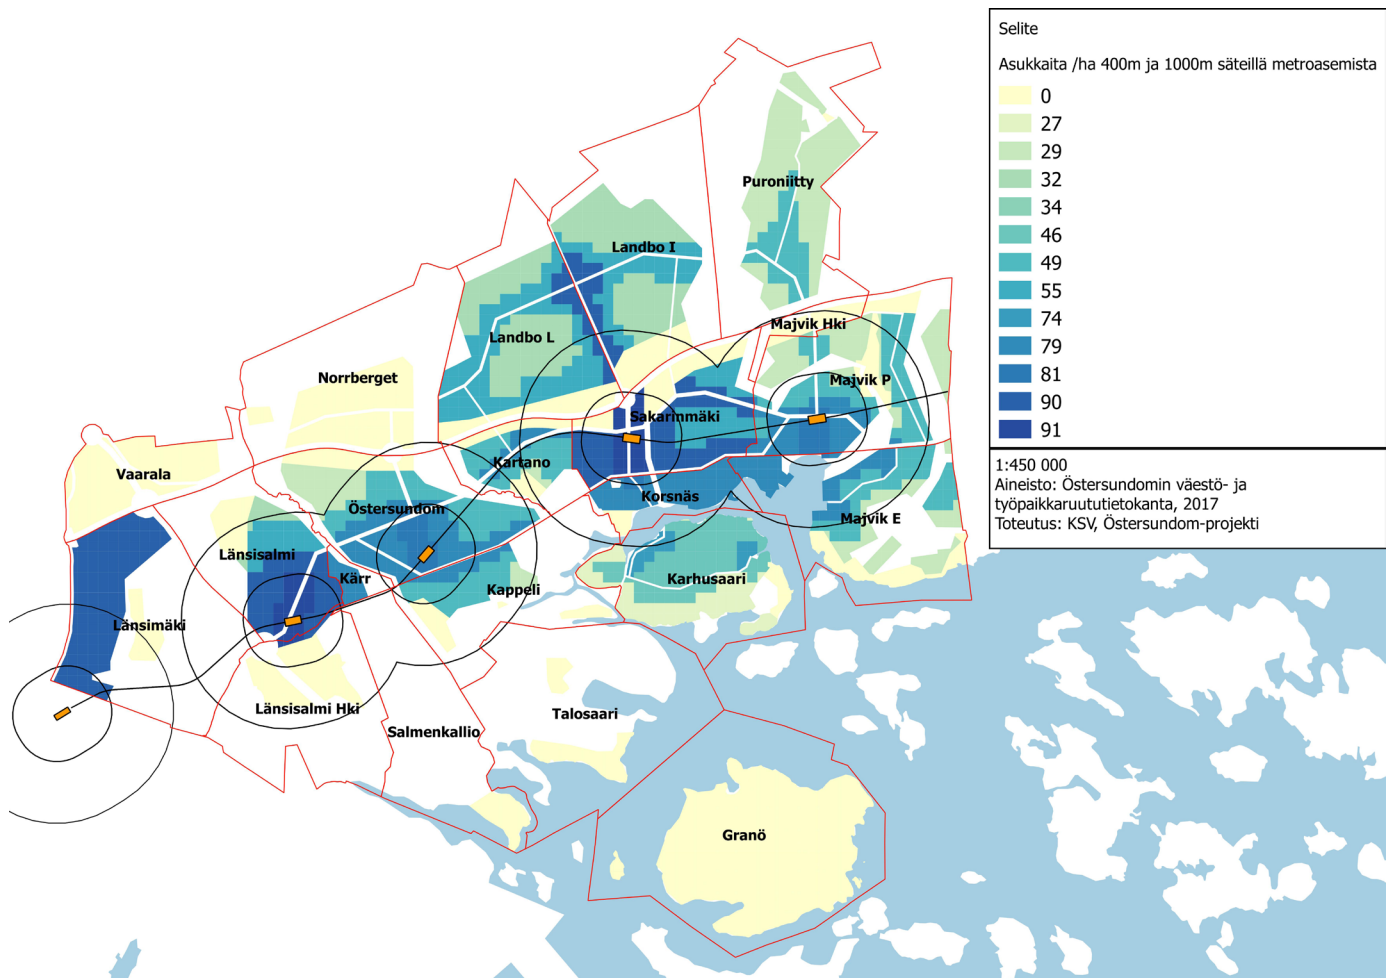 Selite
Asukkaita /ha 400m ja 1000m säteillä metroasemista
0
27
29
32
34
46
49
55
74
79
81
90
91
1:450 000
Aineisto: Östersundomin väestö- ja
työpaikkaruututietokanta, 2017
Toteutus: KSV, Östersundom-projekti
Puroniitty
Landbo I
Majvik Hki
Landbo L
Norrberget
Majvik P
Sakarinmäki
Kartano
Vaarala
Korsnäs
Östersundom
Majvik E
Länsisalmi
Kärr
Karhusaari
Kappeli
Länsimäki
Länsisalmi Hki
Talosaari
Salmenkallio
Granö